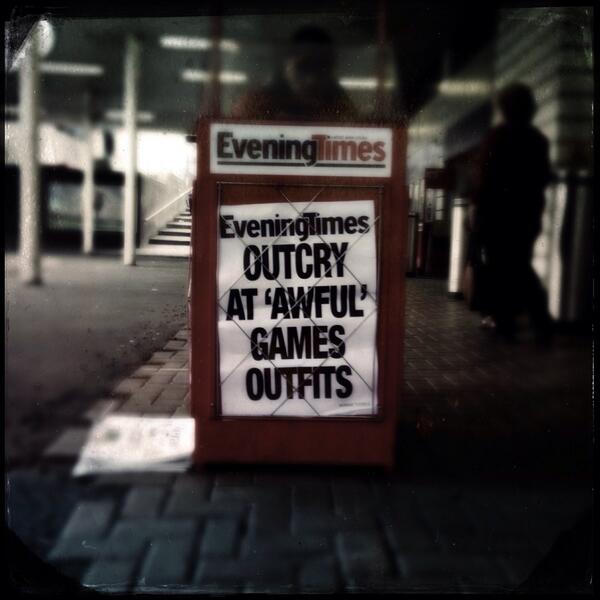 EveningTimes
EveningTimes
OUTCRY
AT ‘AWFUL’
GAMES
OUTFITS